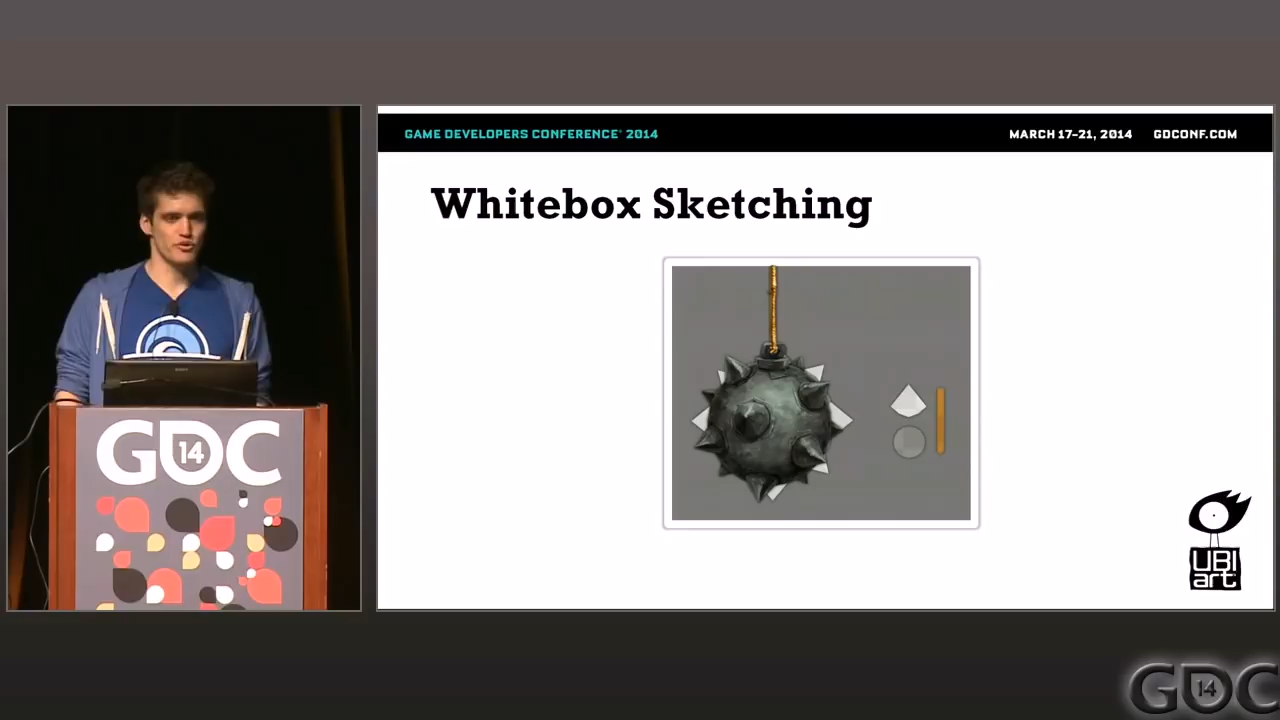 GAME DEVELOPERS CONFERENCE® 2014
MARCH 17-21, 2014 GDCONF.COM
Whitebox Sketching
GDC
14
UBI
art
GDC
14